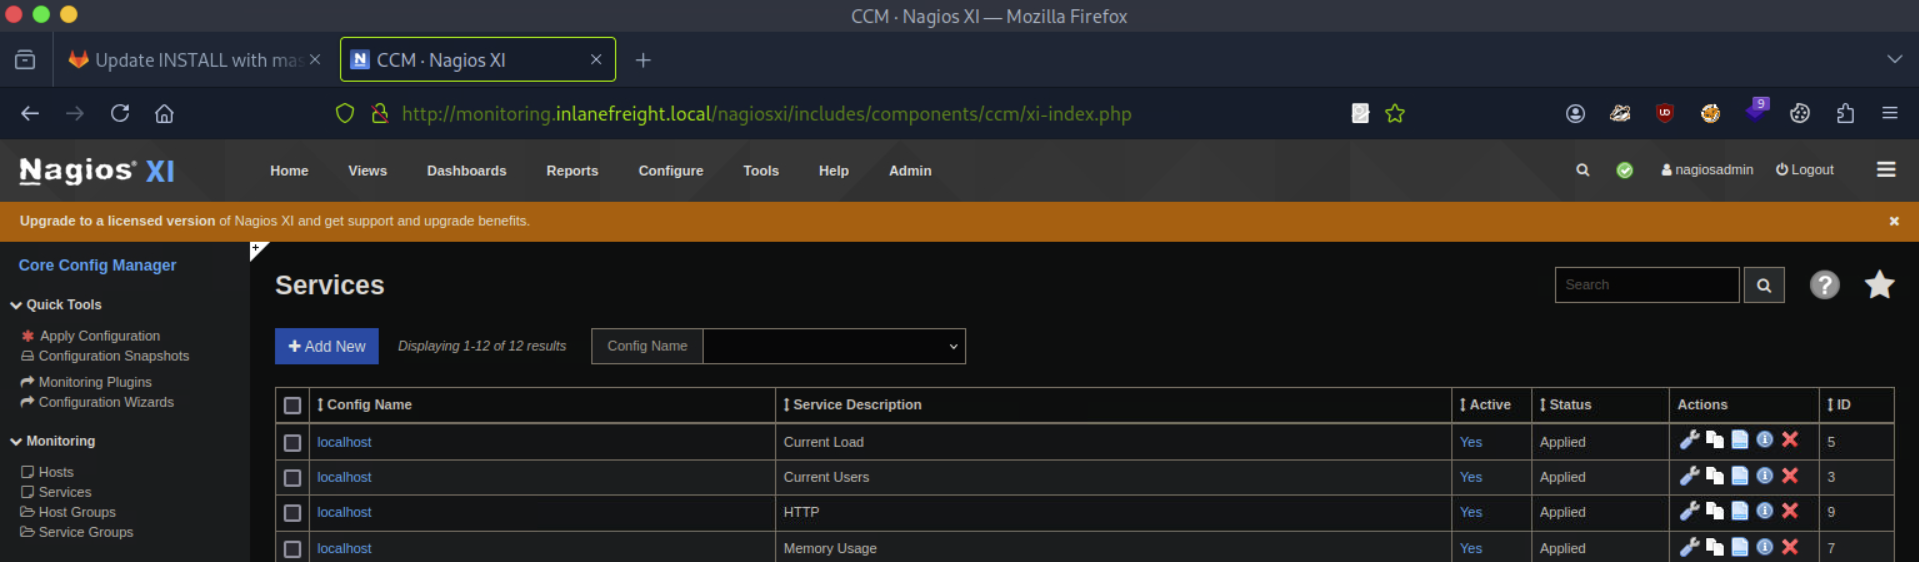 CCM · Nagios XI — Mozilla Firefox
Update INSTALL with mas
CCM · Nagios XI
http://monitoring.inlanefreight.local/nagiosxi/includes/components/ccm/xi-index.php
9
Nagios® XI
Home Views Dashboards Reports Configure Tools Help Admin
nagiosadmin Logout
Upgrade to a licensed version of Nagios XI and get support and upgrade benefits.
Core Config Manager
Quick Tools
Apply Configuration
Configuration Snapshots
Monitoring Plugins
Configuration Wizards
Monitoring
Hosts
Services
Host Groups
Service Groups
Services
Search
+ Add New Displaying 1-12 of 12 results Config Name
Config Name Service Description Active Status Actions ID
localhost Current Load Yes Applied 5
localhost Current Users Yes Applied 3
localhost HTTP Yes Applied 9
localhost Memory Usage Yes Applied 7